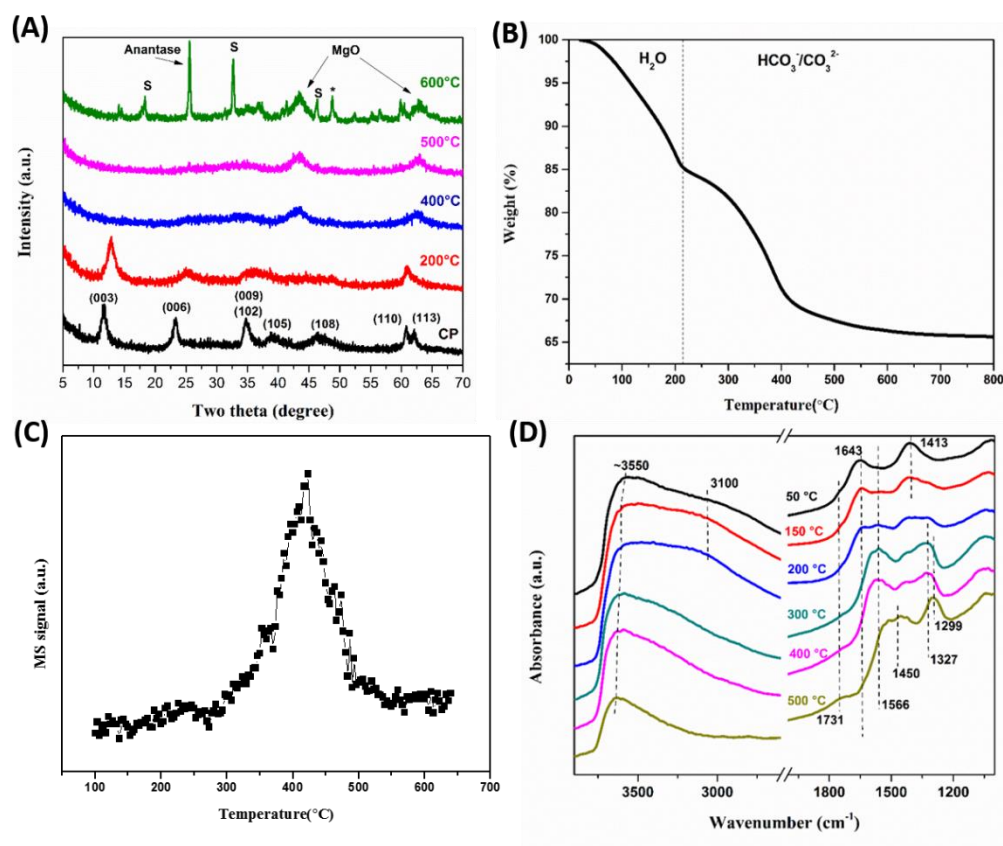 (A)
Anantase
S
S
MgO
S
*
600°C
500°C
400°C
200°C
(003)
(006)
(009)
(102)
(105)
(108)
(110)
(113)
CP
5 10 15 20 25 30 35 40 45 50 55 60 65 70
Two theta (degree)
Intensity (a.u.)
(B)
H₂O
HCO₃⁻/CO₃²⁻
100
95
90
85
80
75
70
65
0 100 200 300 400 500 600 700 800
Temperature(°C)
Weight (%)
(C)
MS signal (a.u.)
100 200 300 400 500 600 700
Temperature(°C)
(D)
~3550
3100
1643
1413
50 °C
150 °C
200 °C
300 °C
400 °C
500 °C
1299
1327
1450
1566
1731
3500 3000 1800 1500 1200
Wavenumber (cm⁻¹)
Absorbance (a.u.)